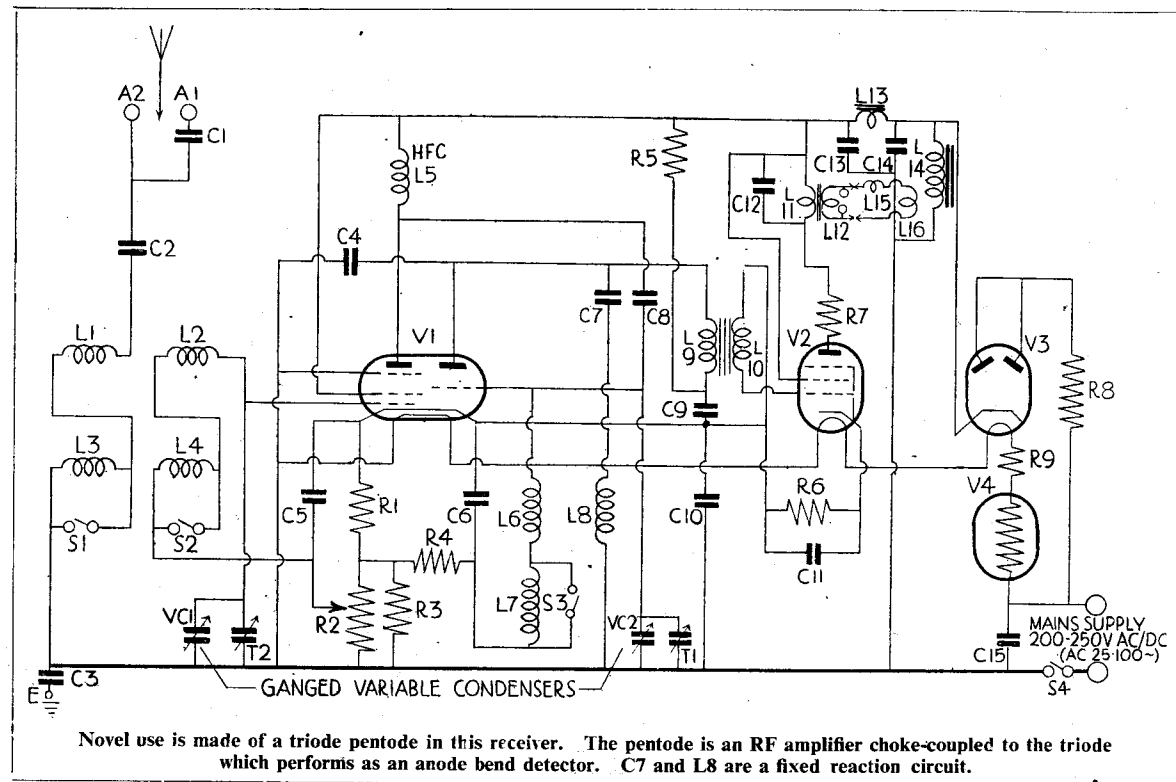 A2 A1
C1
L13
HFC
L5
R5
C13 C14
L
14
C12
L
11
L15
L12
L16
C2
C4
C7
C8
R7
L1
L2
V1
L
9
L
10
V2
V3
R8
C9
L3
L4
R9
V4
C5
R1
C6
L6
L8
C10
R6
S1
S2
R4
C11
L7
S3
VC1
T2
R2
R3
VC2
T1
MAINS SUPPLY
200-250V AC/DC
(AC 25-100~)
C15
C3
E
GANGED VARIABLE CONDENSERS
S4
Novel use is made of a triode pentode in this receiver. The pentode is an RF amplifier choke-coupled to the triode
which performs as an anode bend detector. C7 and L8 are a fixed reaction circuit.